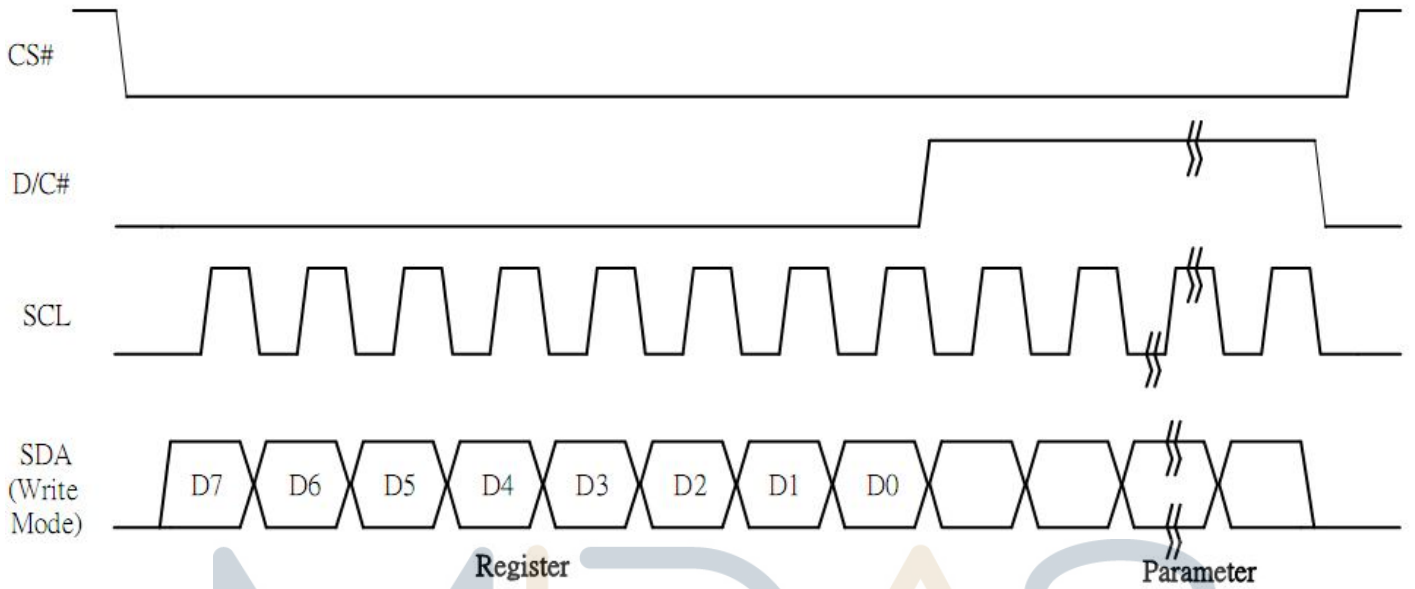 CS#
D/C#
SCL
SDA
(Write
Mode)
D7 D6 D5 D4 D3 D2 D1 D0
Register
Parameter